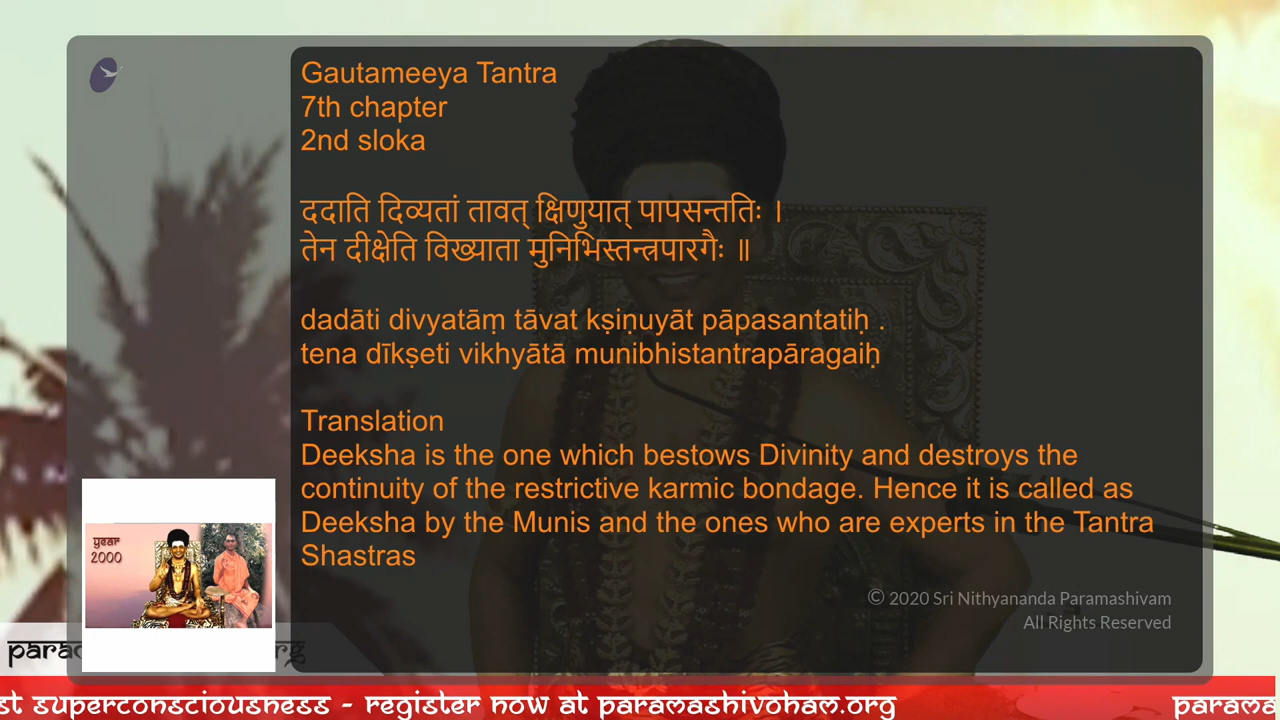 Gautameeya Tantra
7th chapter
2nd sloka
ददाति दिव्यतां तावत् क्षिणुयात् पापसन्ततिः ।
तेन दीक्षेति विख्याता मुनिभिस्तन्त्रपारगैः ॥
dadāti divyatāṃ tāvat kṣiṇuyāt pāpasantatiḥ .
tena dīkṣeti vikhyātā munibhistantrapāragaiḥ
Translation
Deeksha is the one which bestows Divinity and destroys the
continuity of the restrictive karmic bondage. Hence it is called as
Deeksha by the Munis and the ones who are experts in the Tantra
Shastras
© 2020 Sri Nithyananda Paramashivam
All Rights Reserved
year
2000
st superconsciousness - register now at paramashivoham.org